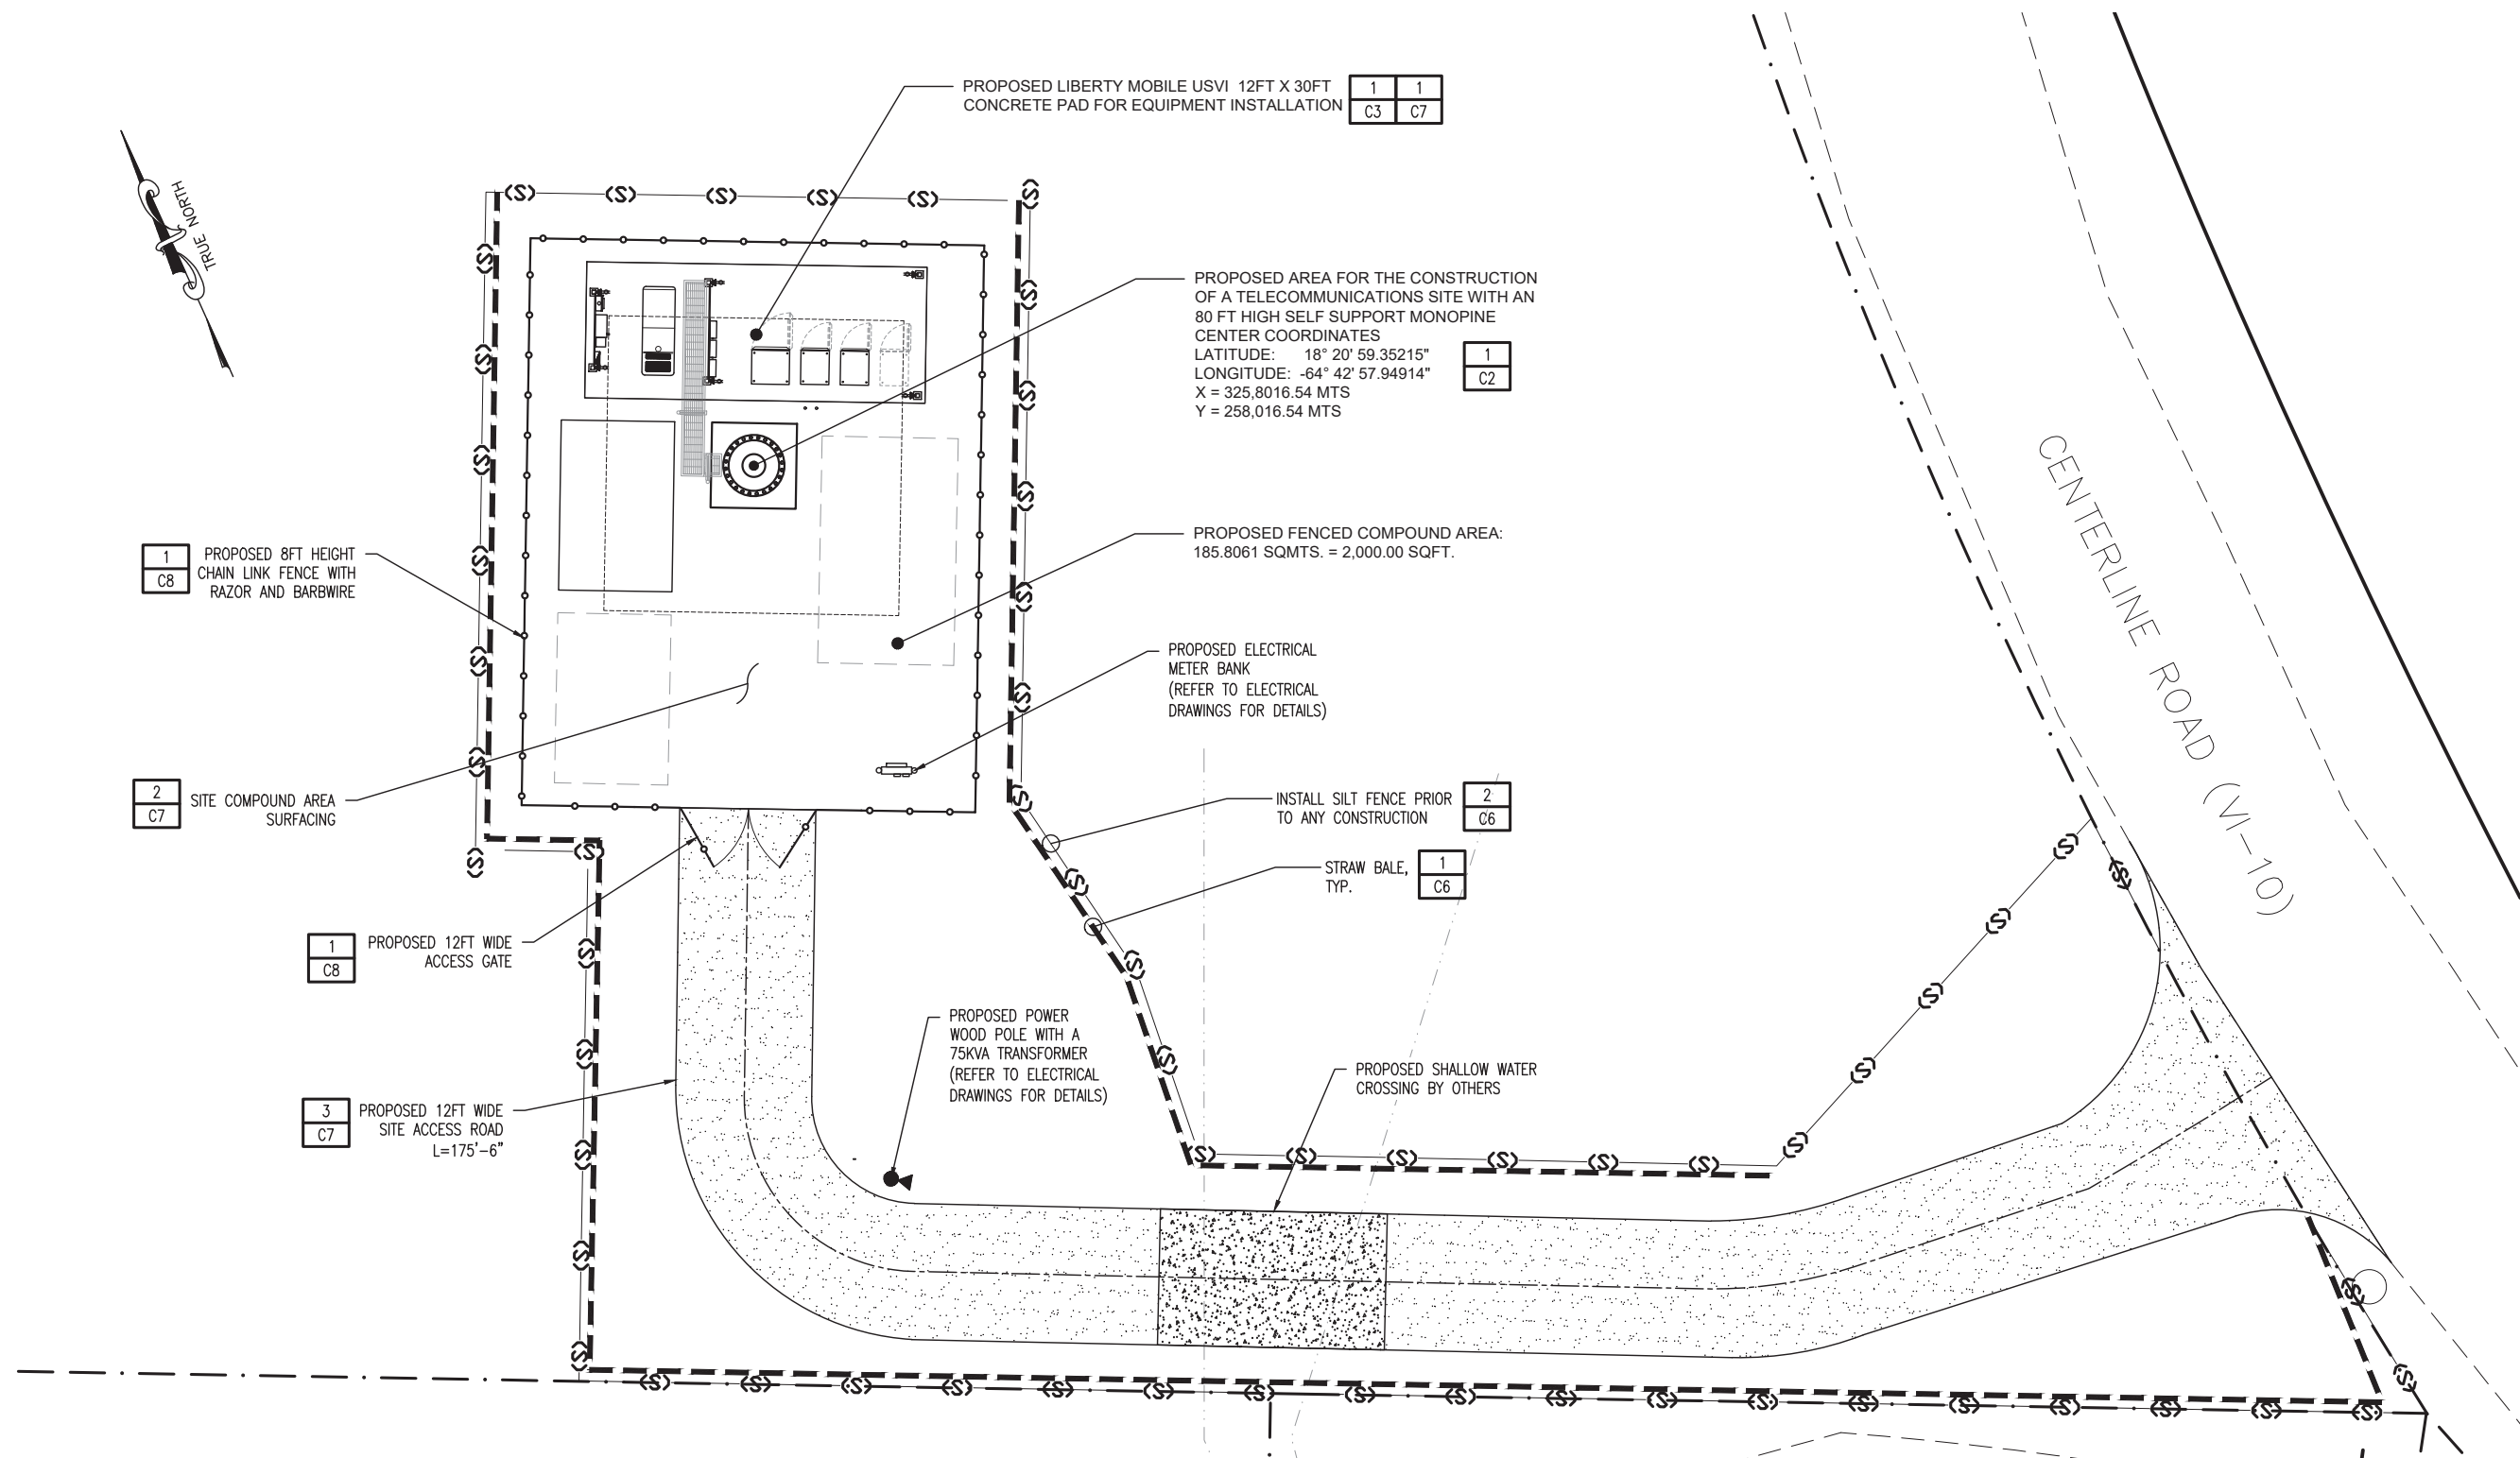 PROPOSED LIBERTY MOBILE USVI 12FT X 30FT
CONCRETE PAD FOR EQUIPMENT INSTALLATION
1 1
C3 C7
TRUE NORTH
PROPOSED AREA FOR THE CONSTRUCTION
OF A TELECOMMUNICATIONS SITE WITH AN
80 FT HIGH SELF SUPPORT MONOPINE
CENTER COORDINATES
LATITUDE: 18° 20' 59.35215"
LONGITUDE: -64° 42' 57.94914"
X = 325,8016.54 MTS
Y = 258,016.54 MTS
1
C2
CENTERLINE ROAD (VI-10)
PROPOSED FENCED COMPOUND AREA:
185.8061 SQMTS. = 2,000.00 SQFT.
1
C8
PROPOSED 8FT HEIGHT
CHAIN LINK FENCE WITH
RAZOR AND BARBWIRE
PROPOSED ELECTRICAL
METER BANK
(REFER TO ELECTRICAL
DRAWINGS FOR DETAILS)
2
C7
SITE COMPOUND AREA
SURFACING
INSTALL SILT FENCE PRIOR
TO ANY CONSTRUCTION
2
C6
STRAW BALE,
TYP.
1
C6
1
C8
PROPOSED 12FT WIDE
ACCESS GATE
PROPOSED POWER
WOOD POLE WITH A
75KVA TRANSFORMER
(REFER TO ELECTRICAL
DRAWINGS FOR DETAILS)
PROPOSED SHALLOW WATER
CROSSING BY OTHERS
3
C7
PROPOSED 12FT WIDE
SITE ACCESS ROAD
L=175'-6"